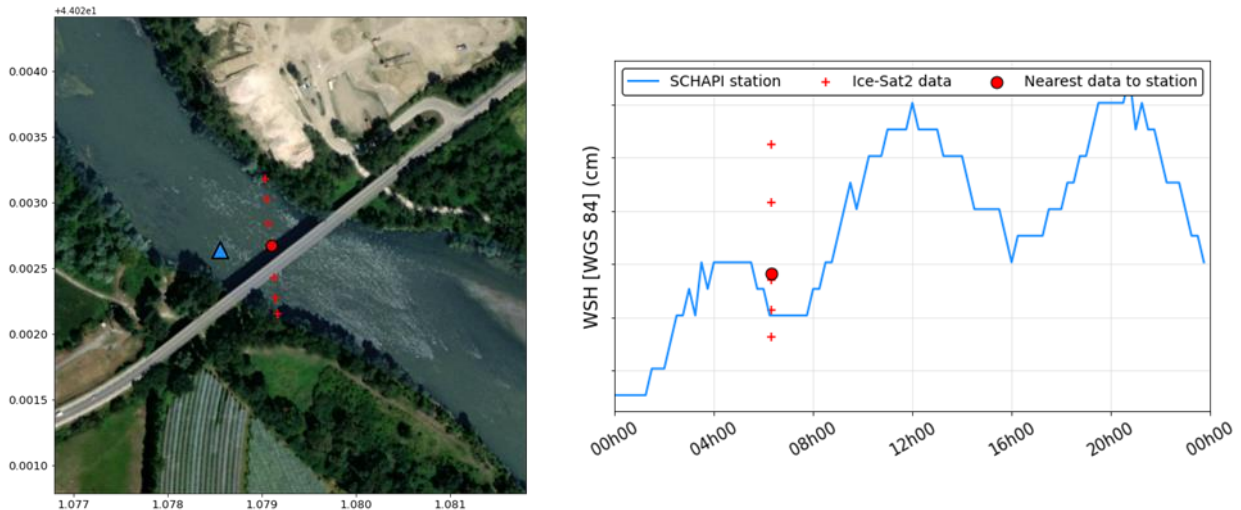 +4.402e1
0.0040
0.0035
0.0030
0.0025
0.0020
0.0015
0.0010
1.077 1.078 1.079 1.080 1.081
SCHAPI station Ice-Sat2 data Nearest data to station
WSH [WGS 84] (cm)
00h00 04h00 08h00 12h00 16h00 20h00 00h00